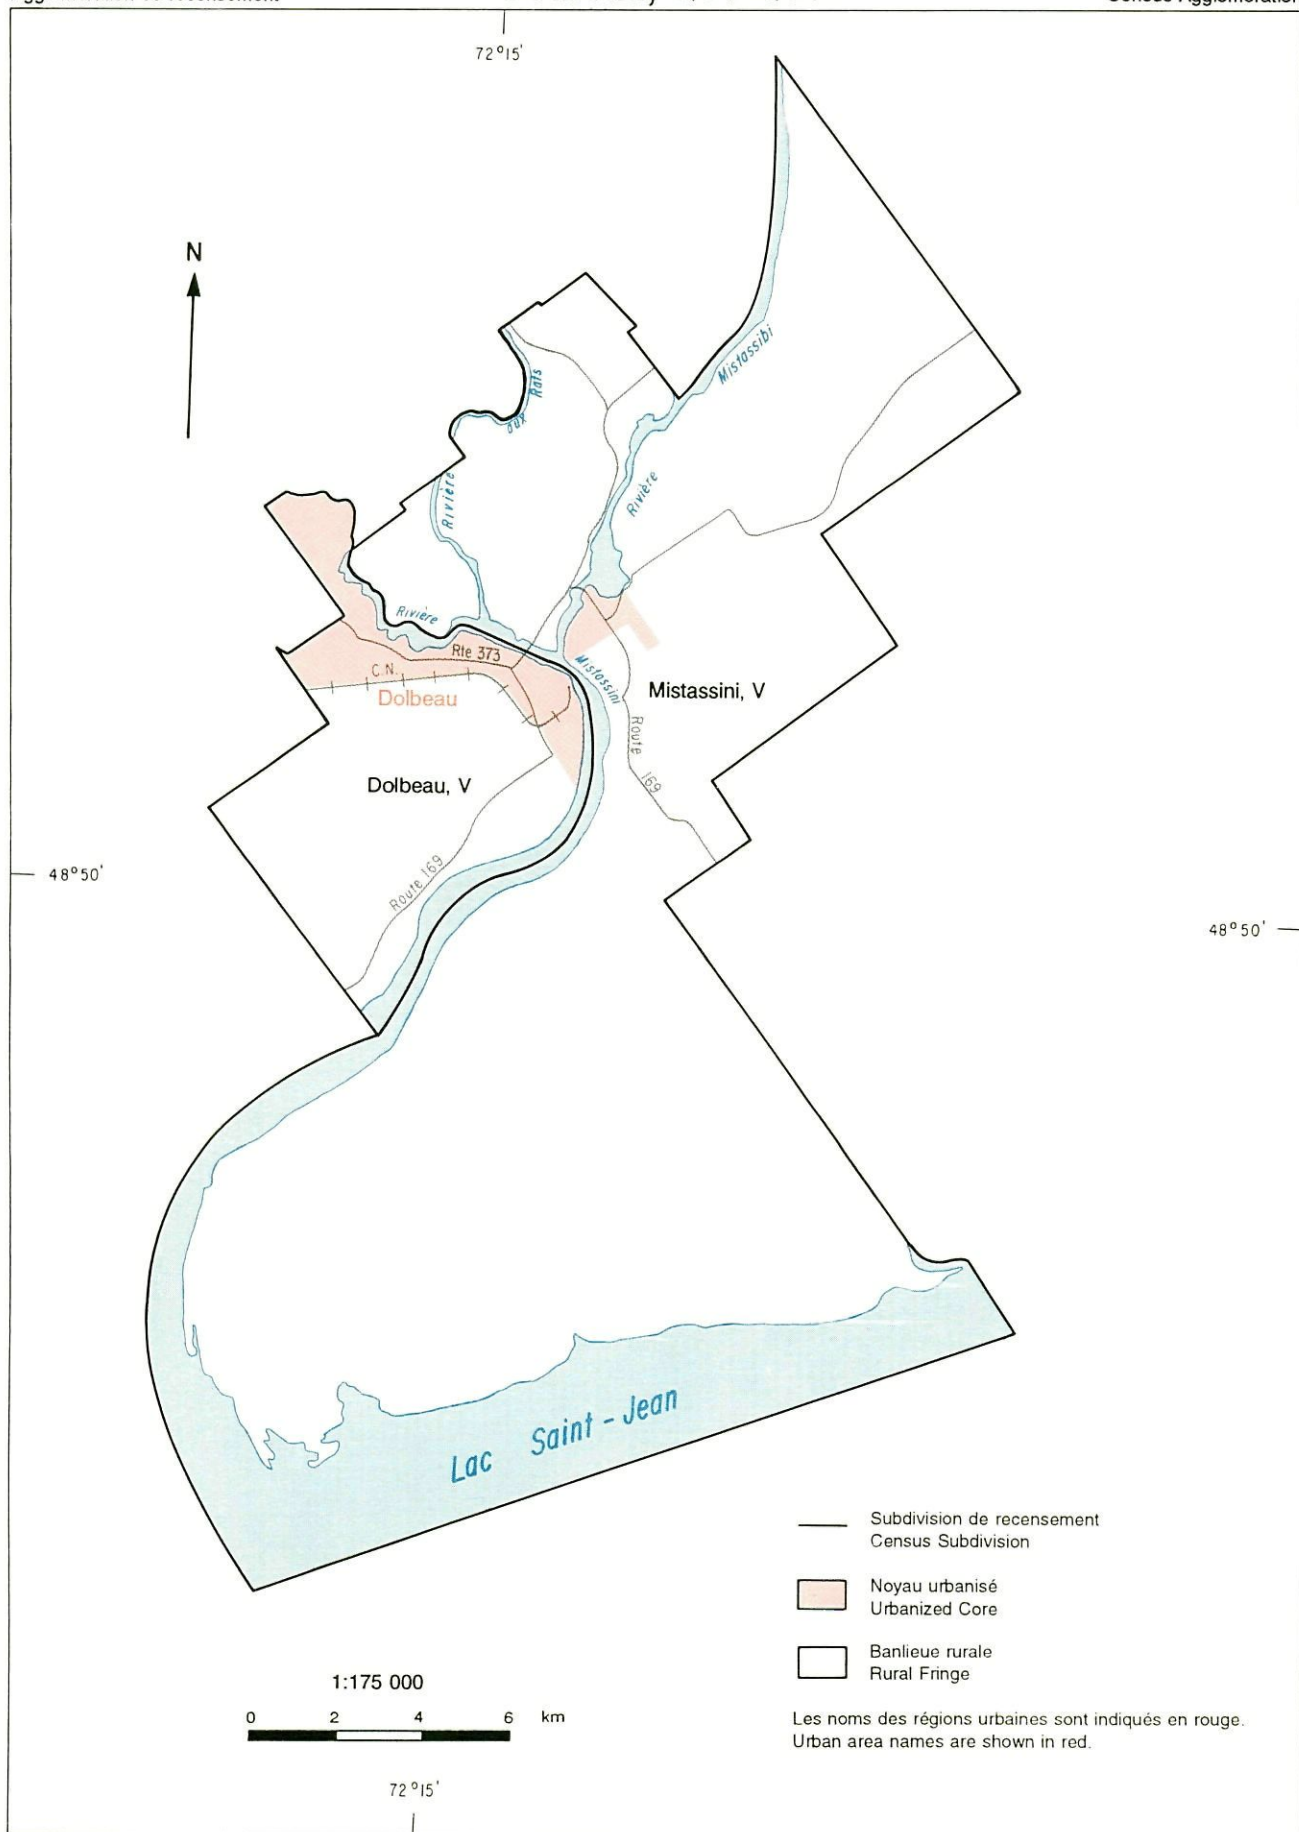 72°15'
N
Mistassibi
Rivière
aux
Rats
Rivière
Rivière
Mistassini
Rte 373
C.N.
Dolbeau
Mistassini, V
Route
169
Dolbeau, V
Route 169
48°50'
48°50'
Lac Saint-Jean
Subdivision de recensement
Census Subdivision
Noyau urbanisé
Urbanized Core
Banlieue rurale
Rural Fringe
1:175 000
0 2 4 6 km
Les noms des régions urbaines sont indiqués en rouge.
Urban area names are shown in red.
72°15'